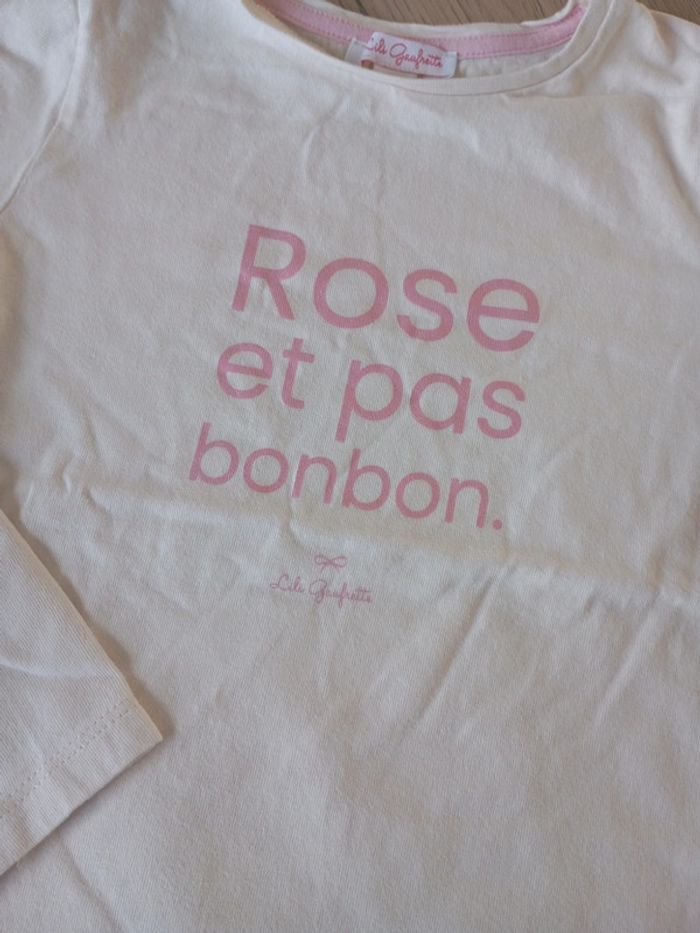 Lili Gaufrette
Rose
et pas
bonbon.
Lili Gaufrette